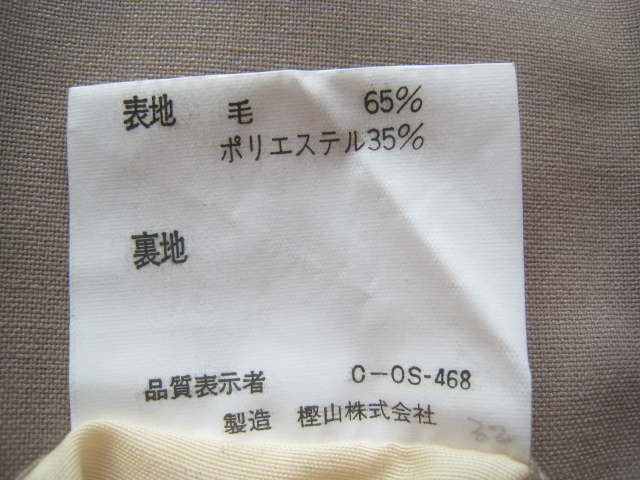 表地 毛 65%
ポリエステル35%
裏地
品質表示者 C-OS-468
製造 樫山株式会社